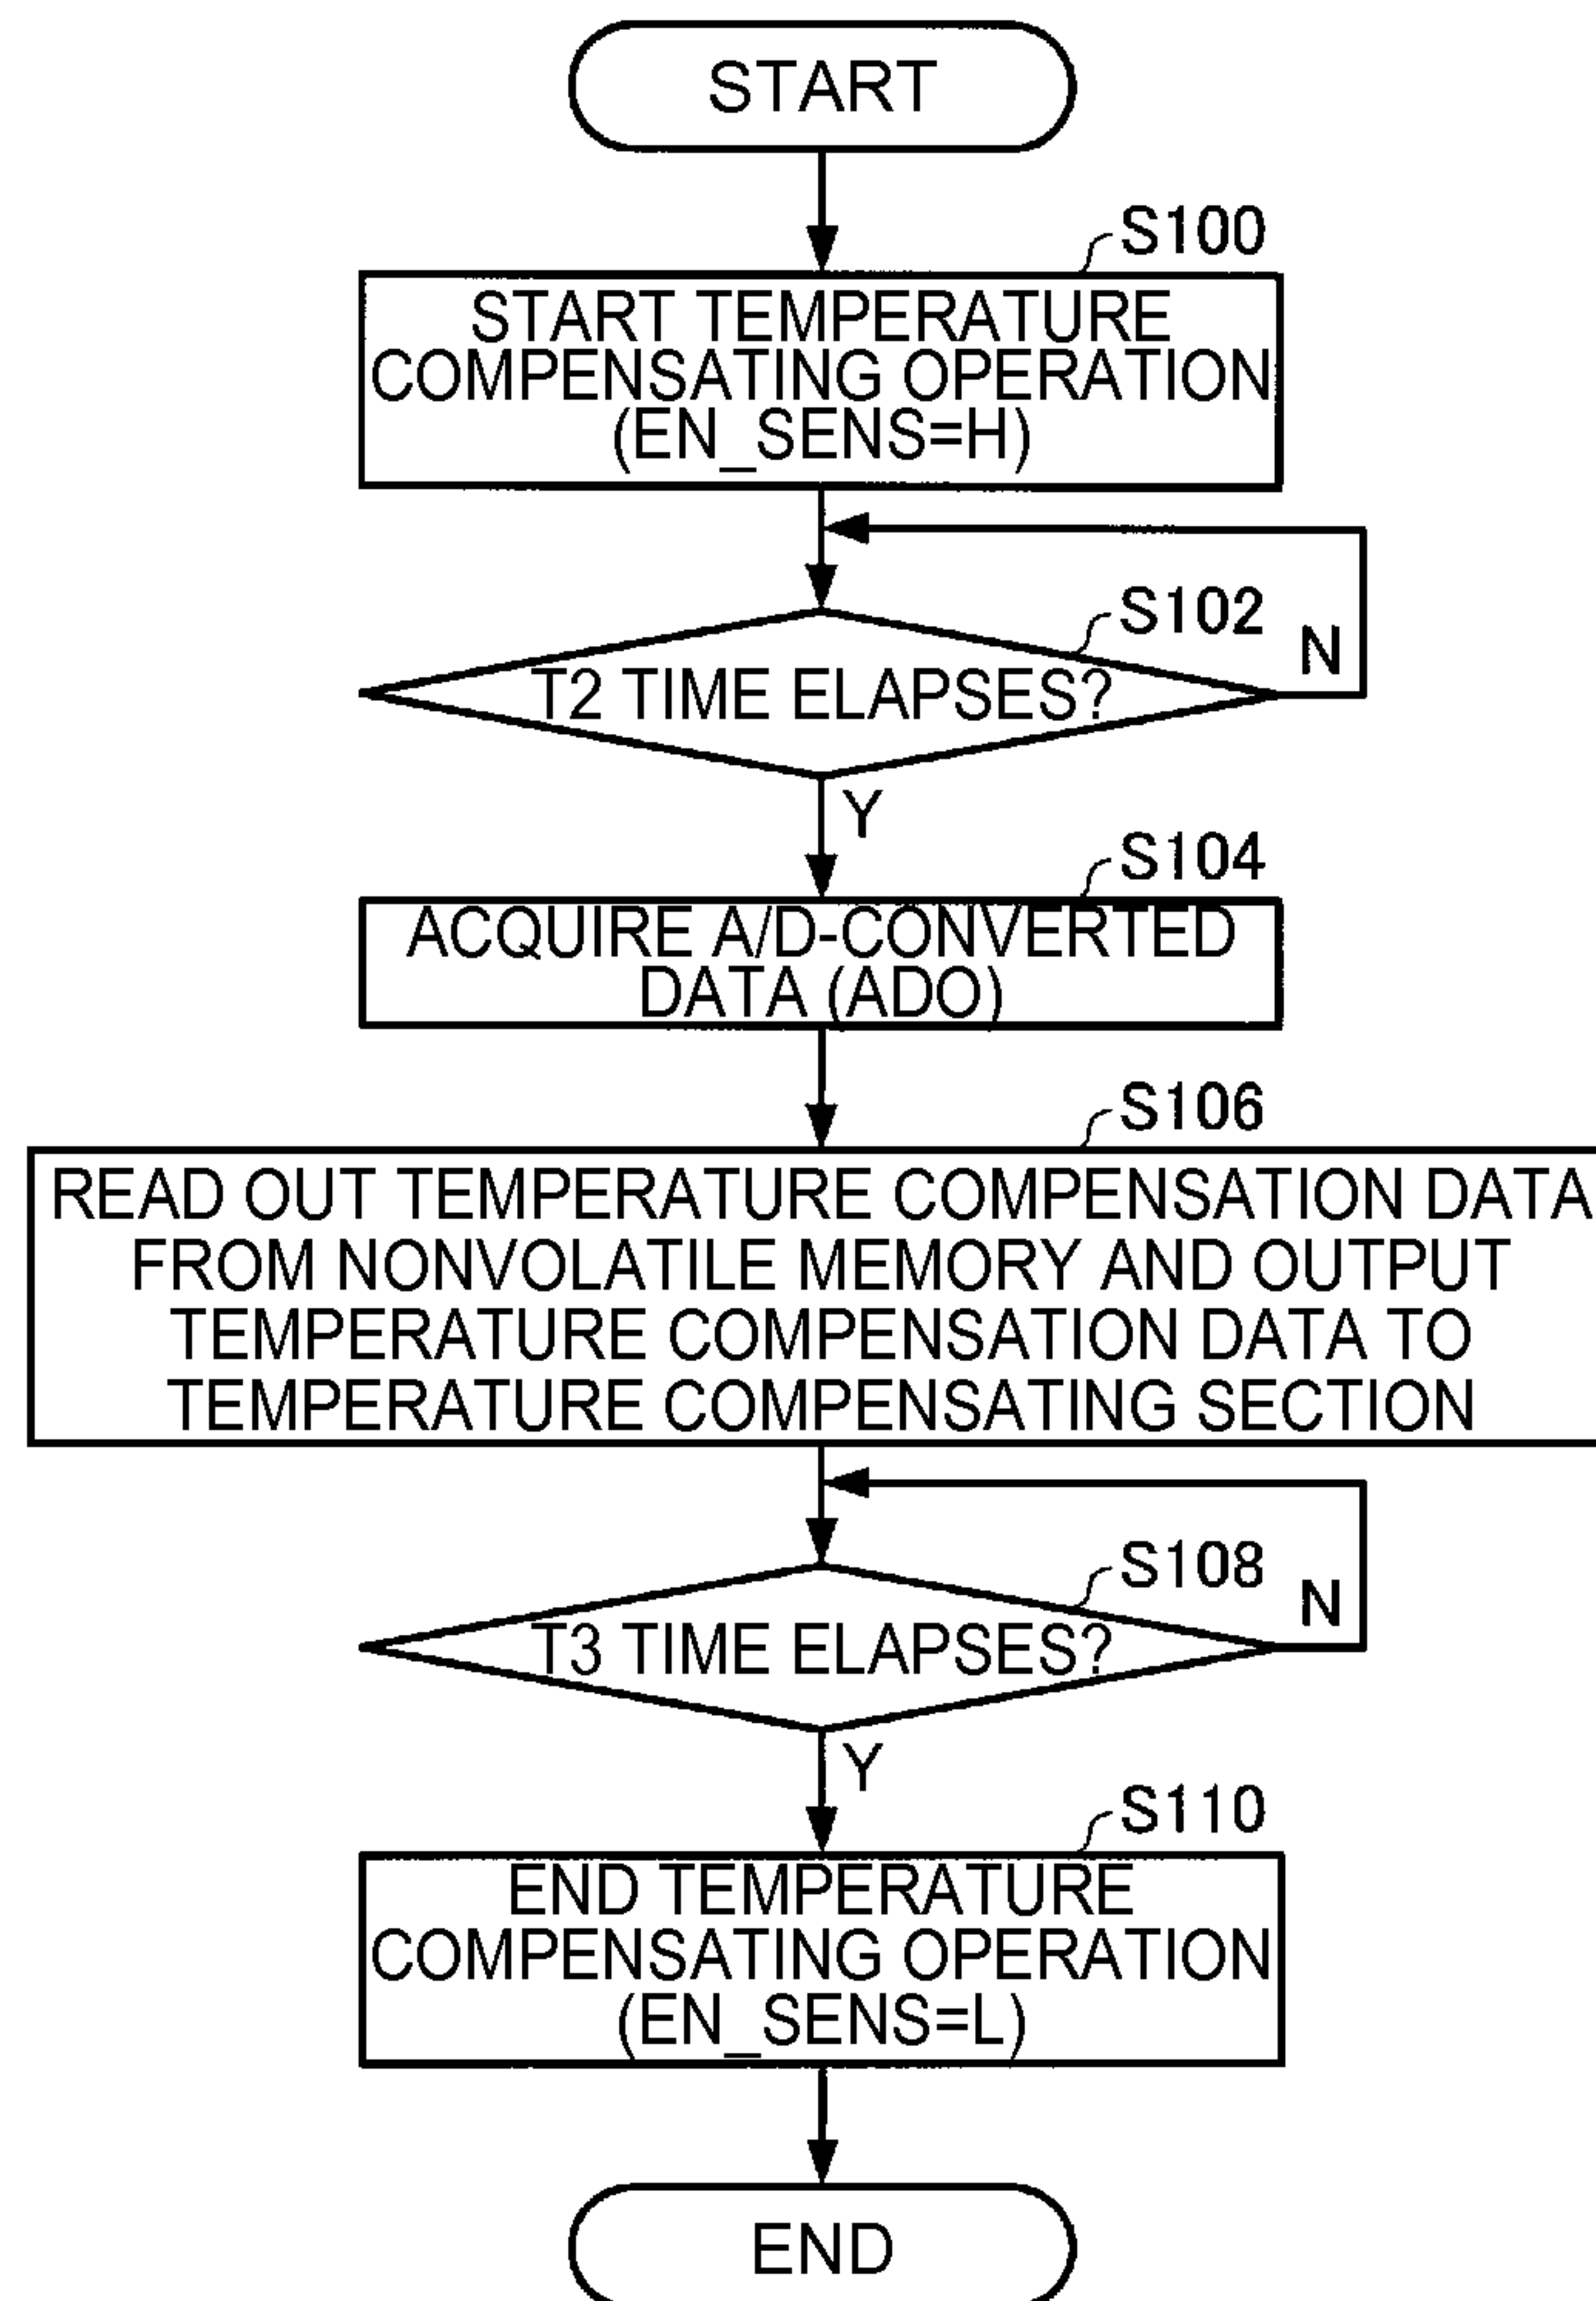 START
S100
START TEMPERATURE
COMPENSATING OPERATION
(EN_SENS=H)
S102
N
T2 TIME ELAPSES?
Y
S104
ACQUIRE A/D-CONVERTED
DATA (ADO)
S106
READ OUT TEMPERATURE COMPENSATION DATA
FROM NONVOLATILE MEMORY AND OUTPUT
TEMPERATURE COMPENSATION DATA TO
TEMPERATURE COMPENSATING SECTION
S108
N
T3 TIME ELAPSES?
Y
S110
END TEMPERATURE
COMPENSATING OPERATION
(EN_SENS=L)
END